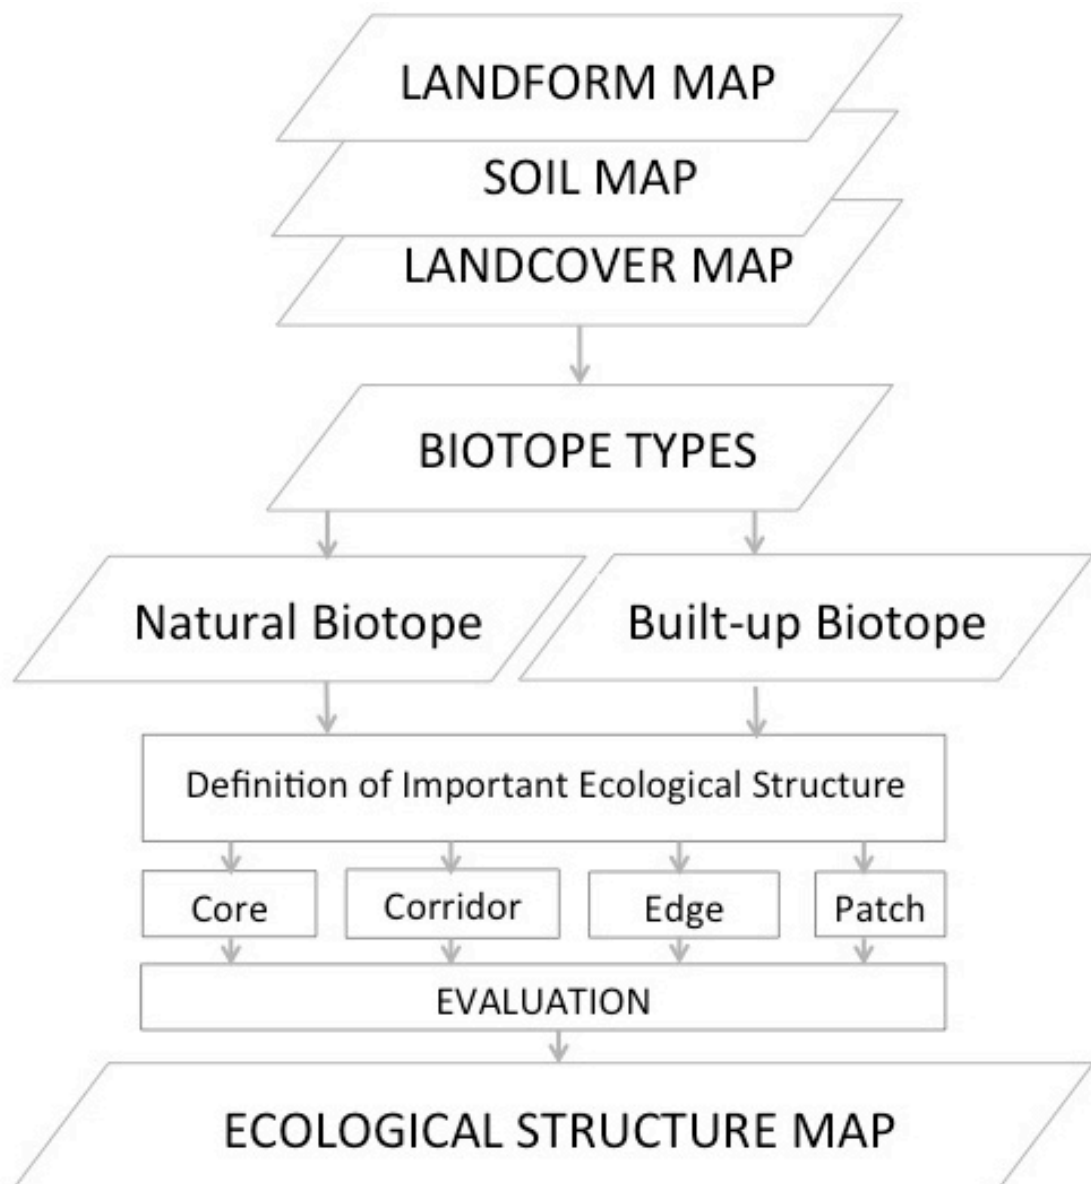 LANDFORM MAP
SOIL MAP
LANDCOVER MAP
BIOTOPE TYPES
Natural Biotope
Built-up Biotope
Definition of Important Ecological Structure
Core
Corridor
Edge
Patch
EVALUATION
ECOLOGICAL STRUCTURE MAP